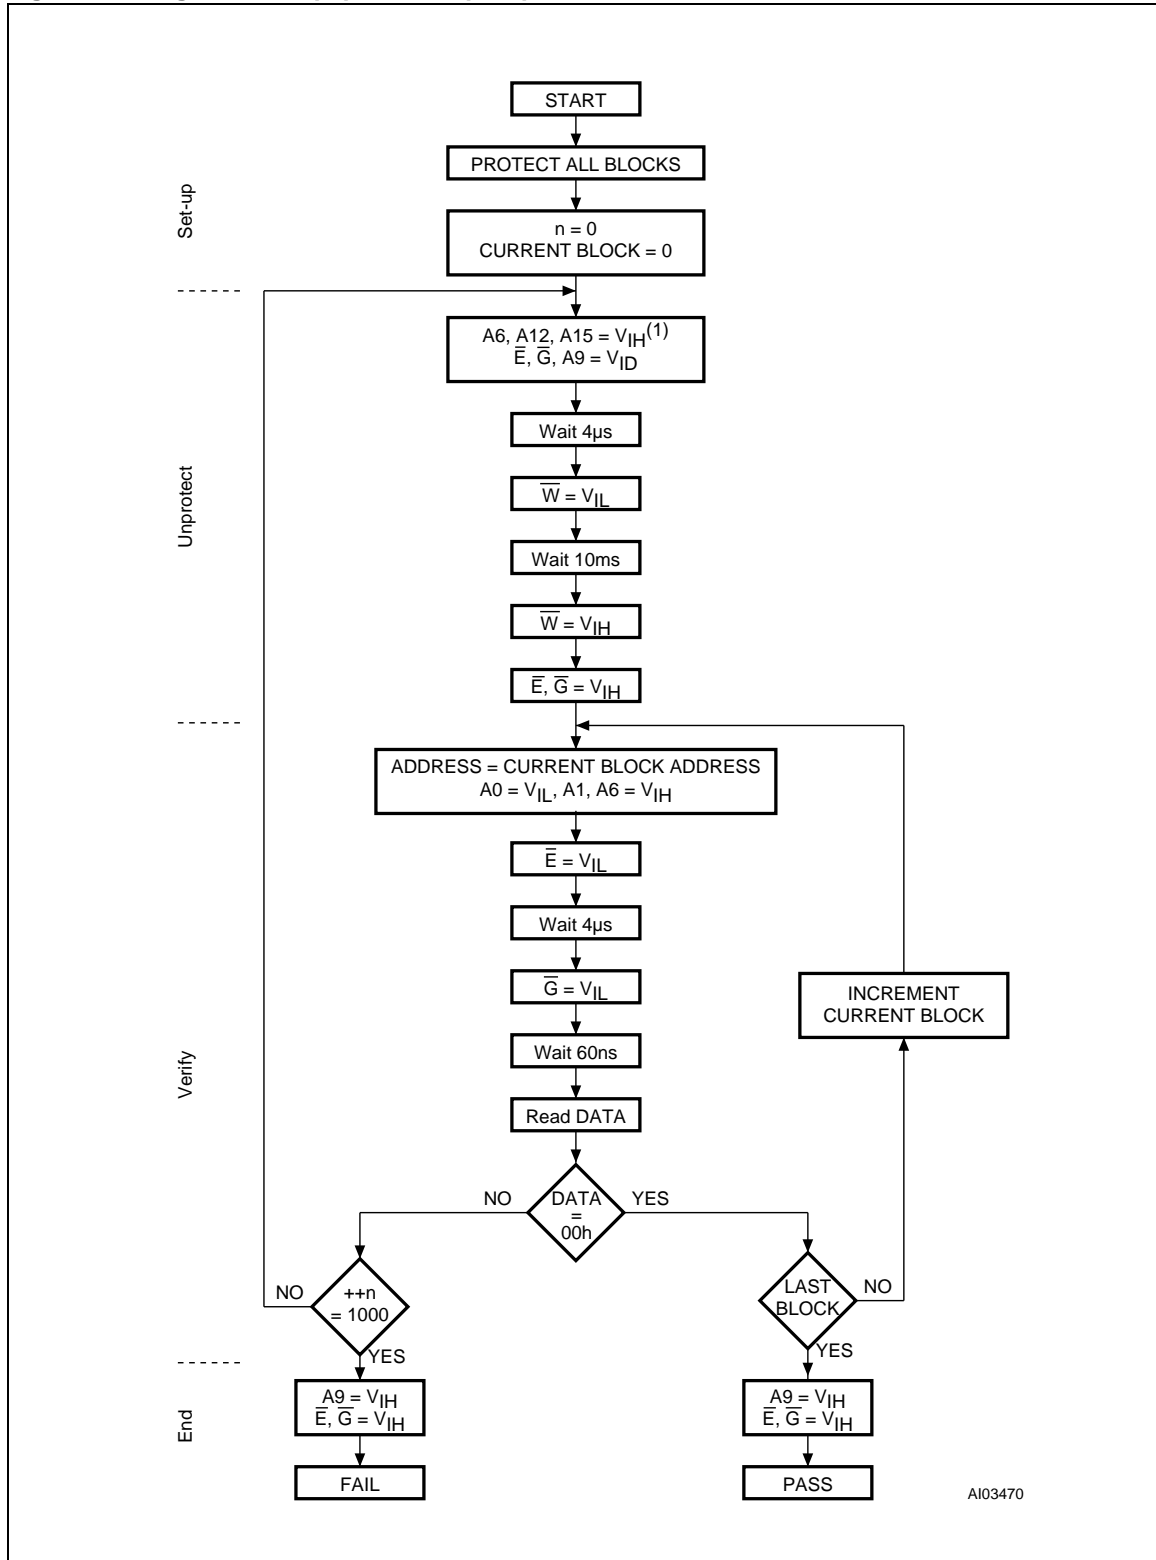 START
PROTECT ALL BLOCKS
Set-up
n = 0
CURRENT BLOCK = 0
A6, A12, A15 = VIH(1)
E̅, G̅, A9 = VID
Wait 4µs
W̅ = VIL
Unprotect
Wait 10ms
W̅ = VIH
E̅, G̅ = VIH
ADDRESS = CURRENT BLOCK ADDRESS
A0 = VIL, A1, A6 = VIH
E̅ = VIL
Wait 4µs
G̅ = VIL
INCREMENT
CURRENT BLOCK
Wait 60ns
Verify
Read DATA
NO
DATA
=
00h
YES
NO
++n
= 1000
YES
LAST
BLOCK
NO
YES
End
A9 = VIH
E̅, G̅ = VIH
A9 = VIH
E̅, G̅ = VIH
FAIL
PASS
AI03470